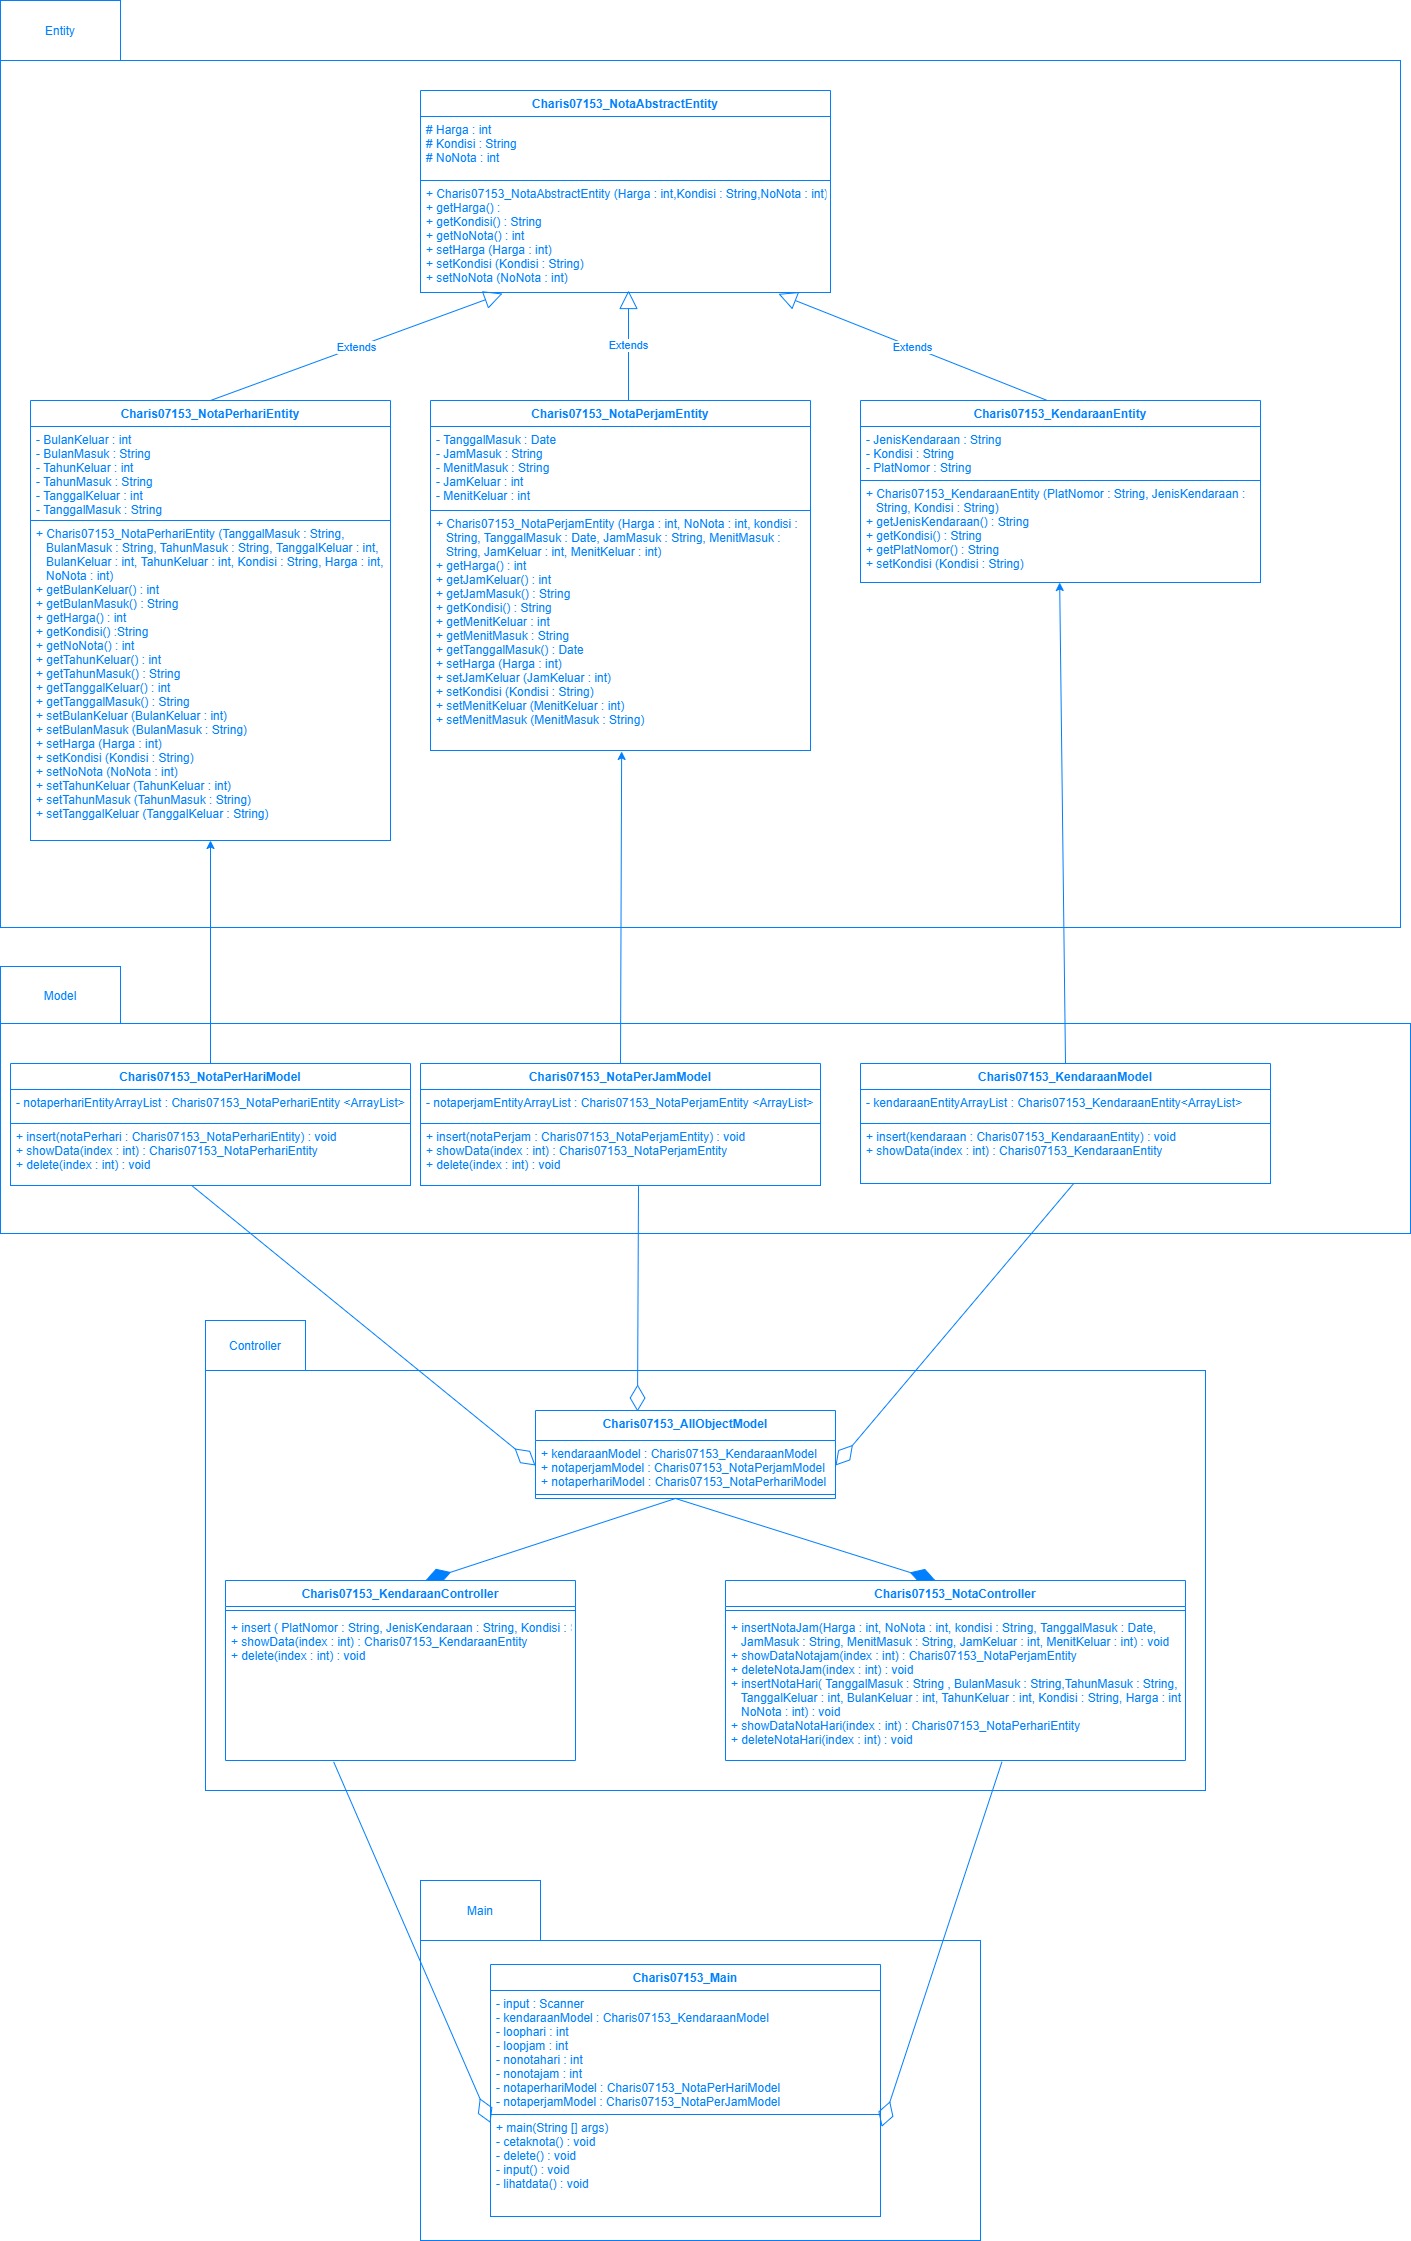 Entity
Charis07153_NotaAbstractEntity
# Harga : int
# Kondisi : String
# NoNota : int
+ Charis07153_NotaAbstractEntity (Harga : int,Kondisi : String,NoNota : int)
+ getHarga() :
+ getKondisi() : String
+ getNoNota() : int
+ setHarga (Harga : int)
+ setKondisi (Kondisi : String)
+ setNoNota (NoNota : int)
Extends
Extends
Extends
Charis07153_NotaPerhariEntity
- BulanKeluar : int
- BulanMasuk : String
- TahunKeluar : int
- TahunMasuk : String
- TanggalKeluar : int
- TanggalMasuk : String
+ Charis07153_NotaPerhariEntity (TanggalMasuk : String,
BulanMasuk : String, TahunMasuk : String, TanggalKeluar : int,
BulanKeluar : int, TahunKeluar : int, Kondisi : String, Harga : int,
NoNota : int)
+ getBulanKeluar() : int
+ getBulanMasuk() : String
+ getHarga() : int
+ getKondisi() :String
+ getNoNota() : int
+ getTahunKeluar() : int
+ getTahunMasuk() : String
+ getTanggalKeluar() : int
+ getTanggalMasuk() : String
+ setBulanKeluar (BulanKeluar : int)
+ setBulanMasuk (BulanMasuk : String)
+ setHarga (Harga : int)
+ setKondisi (Kondisi : String)
+ setNoNota (NoNota : int)
+ setTahunKeluar (TahunKeluar : int)
+ setTahunMasuk (TahunMasuk : String)
+ setTanggalKeluar (TanggalKeluar : String)
Charis07153_NotaPerjamEntity
- TanggalMasuk : Date
- JamMasuk : String
- MenitMasuk : String
- JamKeluar : int
- MenitKeluar : int
+ Charis07153_NotaPerjamEntity (Harga : int, NoNota : int, kondisi :
String, TanggalMasuk : Date, JamMasuk : String, MenitMasuk :
String, JamKeluar : int, MenitKeluar : int)
+ getHarga() : int
+ getJamKeluar() : int
+ getJamMasuk() : String
+ getKondisi() : String
+ getMenitKeluar : int
+ getMenitMasuk : String
+ getTanggalMasuk() : Date
+ setHarga (Harga : int)
+ setJamKeluar (JamKeluar : int)
+ setKondisi (Kondisi : String)
+ setMenitKeluar (MenitKeluar : int)
+ setMenitMasuk (MenitMasuk : String)
Charis07153_KendaraanEntity
- JenisKendaraan : String
- Kondisi : String
- PlatNomor : String
+ Charis07153_KendaraanEntity (PlatNomor : String, JenisKendaraan :
String, Kondisi : String)
+ getJenisKendaraan() : String
+ getKondisi() : String
+ getPlatNomor() : String
+ setKondisi (Kondisi : String)
Model
Charis07153_NotaPerHariModel
- notaperhariEntityArrayList : Charis07153_NotaPerhariEntity <ArrayList>
+ insert(notaPerhari : Charis07153_NotaPerhariEntity) : void
+ showData(index : int) : Charis07153_NotaPerhariEntity
+ delete(index : int) : void
Charis07153_NotaPerJamModel
- notaperjamEntityArrayList : Charis07153_NotaPerjamEntity <ArrayList>
+ insert(notaPerjam : Charis07153_NotaPerjamEntity) : void
+ showData(index : int) : Charis07153_NotaPerjamEntity
+ delete(index : int) : void
Charis07153_KendaraanModel
- kendaraanEntityArrayList : Charis07153_KendaraanEntity<ArrayList>
+ insert(kendaraan : Charis07153_KendaraanEntity) : void
+ showData(index : int) : Charis07153_KendaraanEntity
Controller
Charis07153_AllObjectModel
+ kendaraanModel : Charis07153_KendaraanModel
+ notaperjamModel : Charis07153_NotaPerjamModel
+ notaperhariModel : Charis07153_NotaPerhariModel
Charis07153_KendaraanController
+ insert ( PlatNomor : String, JenisKendaraan : String, Kondisi :
+ showData(index : int) : Charis07153_KendaraanEntity
+ delete(index : int) : void
Charis07153_NotaController
+ insertNotaJam(Harga : int, NoNota : int, kondisi : String, TanggalMasuk : Date,
JamMasuk : String, MenitMasuk : String, JamKeluar : int, MenitKeluar : int) : void
+ showDataNotajam(index : int) : Charis07153_NotaPerjamEntity
+ deleteNotaJam(index : int) : void
+ insertNotaHari( TanggalMasuk : String , BulanMasuk : String,TahunMasuk : String,
TanggalKeluar : int, BulanKeluar : int, TahunKeluar : int, Kondisi : String, Harga : int
NoNota : int) : void
+ showDataNotaHari(index : int) : Charis07153_NotaPerhariEntity
+ deleteNotaHari(index : int) : void
Main
Charis07153_Main
- input : Scanner
- kendaraanModel : Charis07153_KendaraanModel
- loophari : int
- loopjam : int
- nonotahari : int
- nonotajam : int
- notaperhariModel : Charis07153_NotaPerHariModel
- notaperjamModel : Charis07153_NotaPerJamModel
+ main(String [] args)
- cetaknota() : void
- delete() : void
- input() : void
- lihatdata() : void